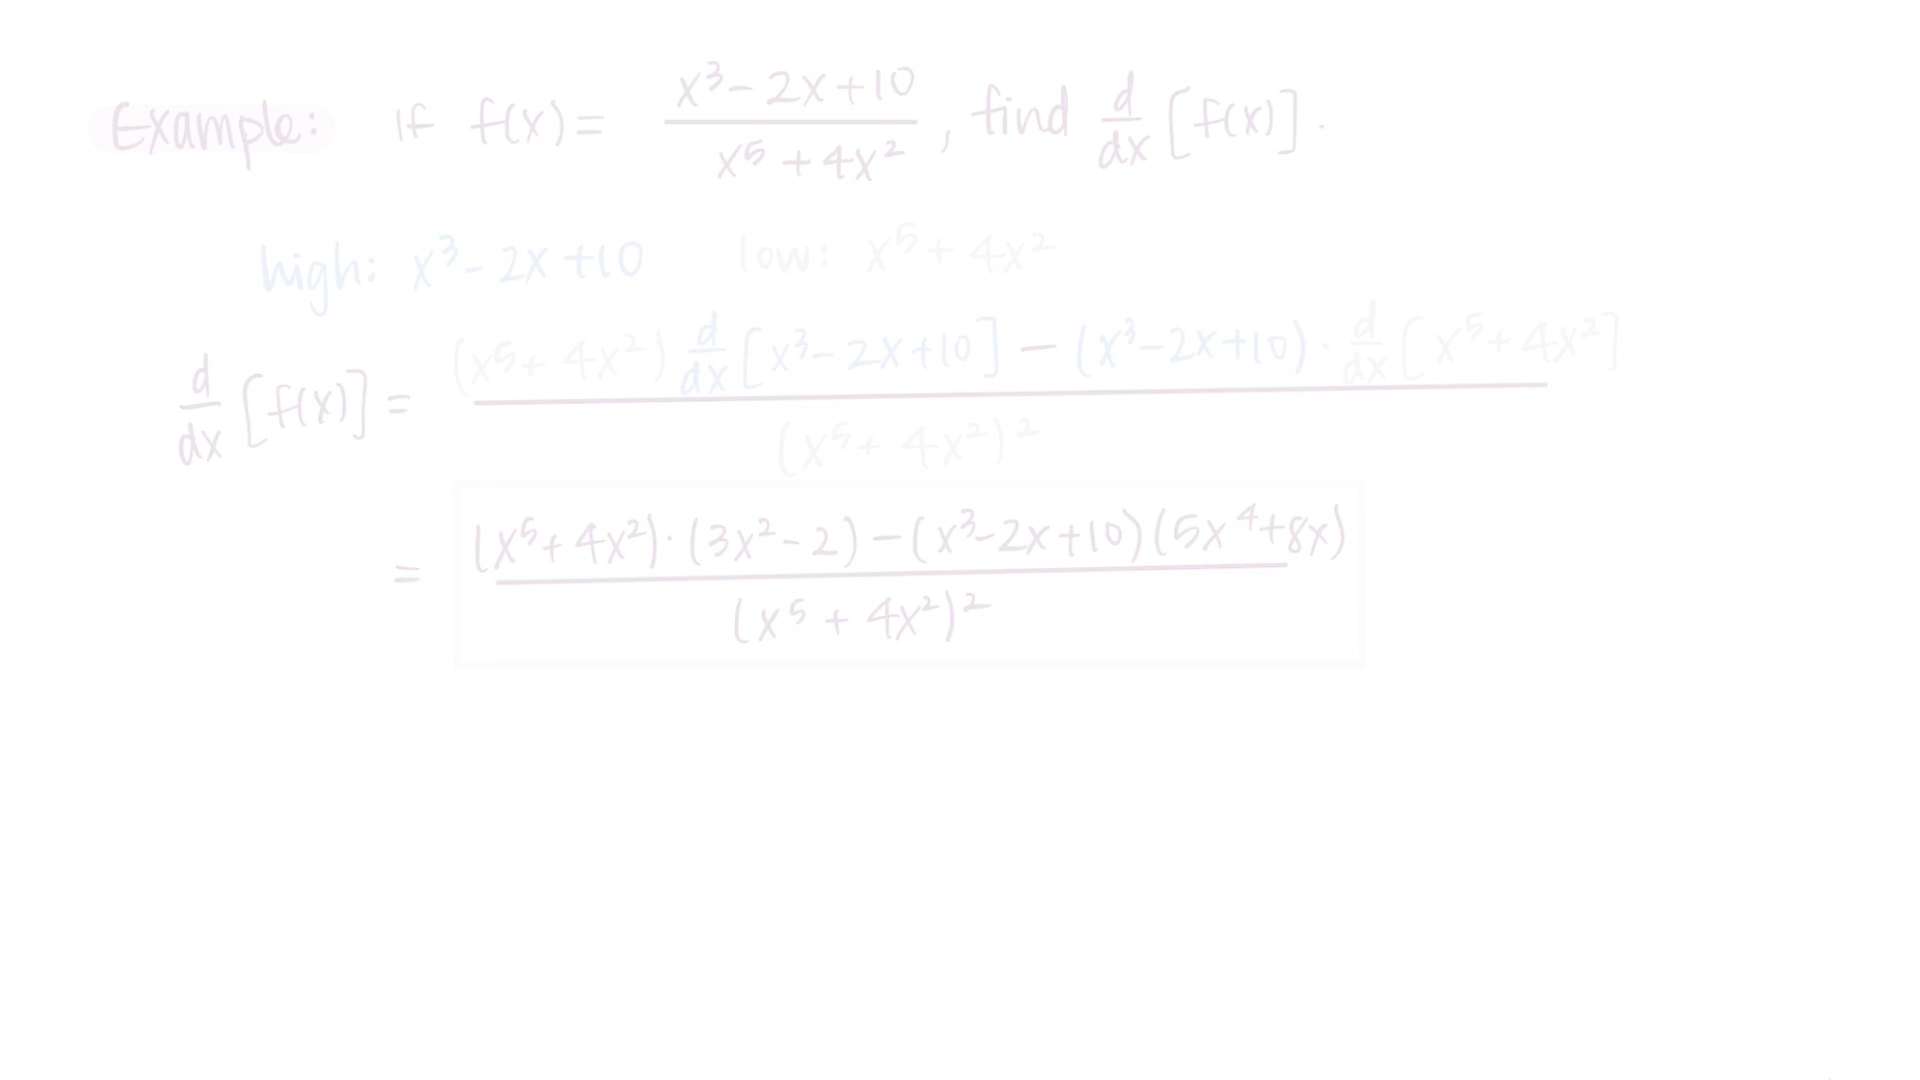 Example: If f(x) = (x³ - 2x + 10)/(x⁵ + 4x²), find d/dx [f(x)].
high: x³ - 2x + 10 low: x⁵ + 4x²
d/dx [f(x)] = ((x⁵ + 4x²) d/dx [x³ - 2x + 10] - (x³ - 2x + 10) · d/dx [x⁵ + 4x²])/(x⁵ + 4x²)²
= ((x⁵ + 4x²) · (3x² - 2) - (x³ - 2x + 10)(5x⁴ + 8x))/(x⁵ + 4x²)²